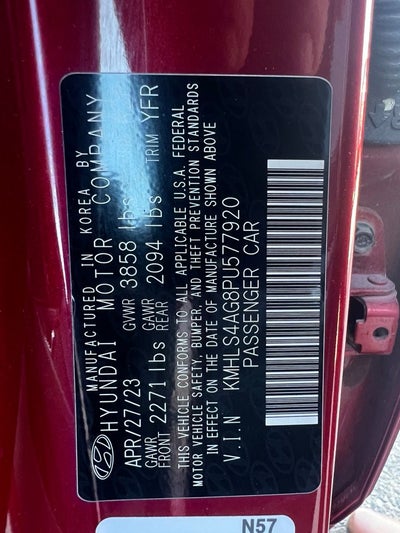 MANUFACTURED IN KOREA BY
HYUNDAI MOTOR COMPANY
APR/27/23 GVWR 3858 lbs
GAWR FRONT 2271 lbs GAWR REAR 2094 lbs TRIM YFR
THIS VEHICLE CONFORMS TO ALL APPLICABLE U.S.A. FEDERAL
MOTOR VEHICLE SAFETY, BUMPER, AND THEFT PREVENTION STANDARDS
IN EFFECT ON THE DATE OF MANUFACTURE SHOWN ABOVE
V.I.N KMHLS4AG8PU577920
PASSENGER CAR
N57